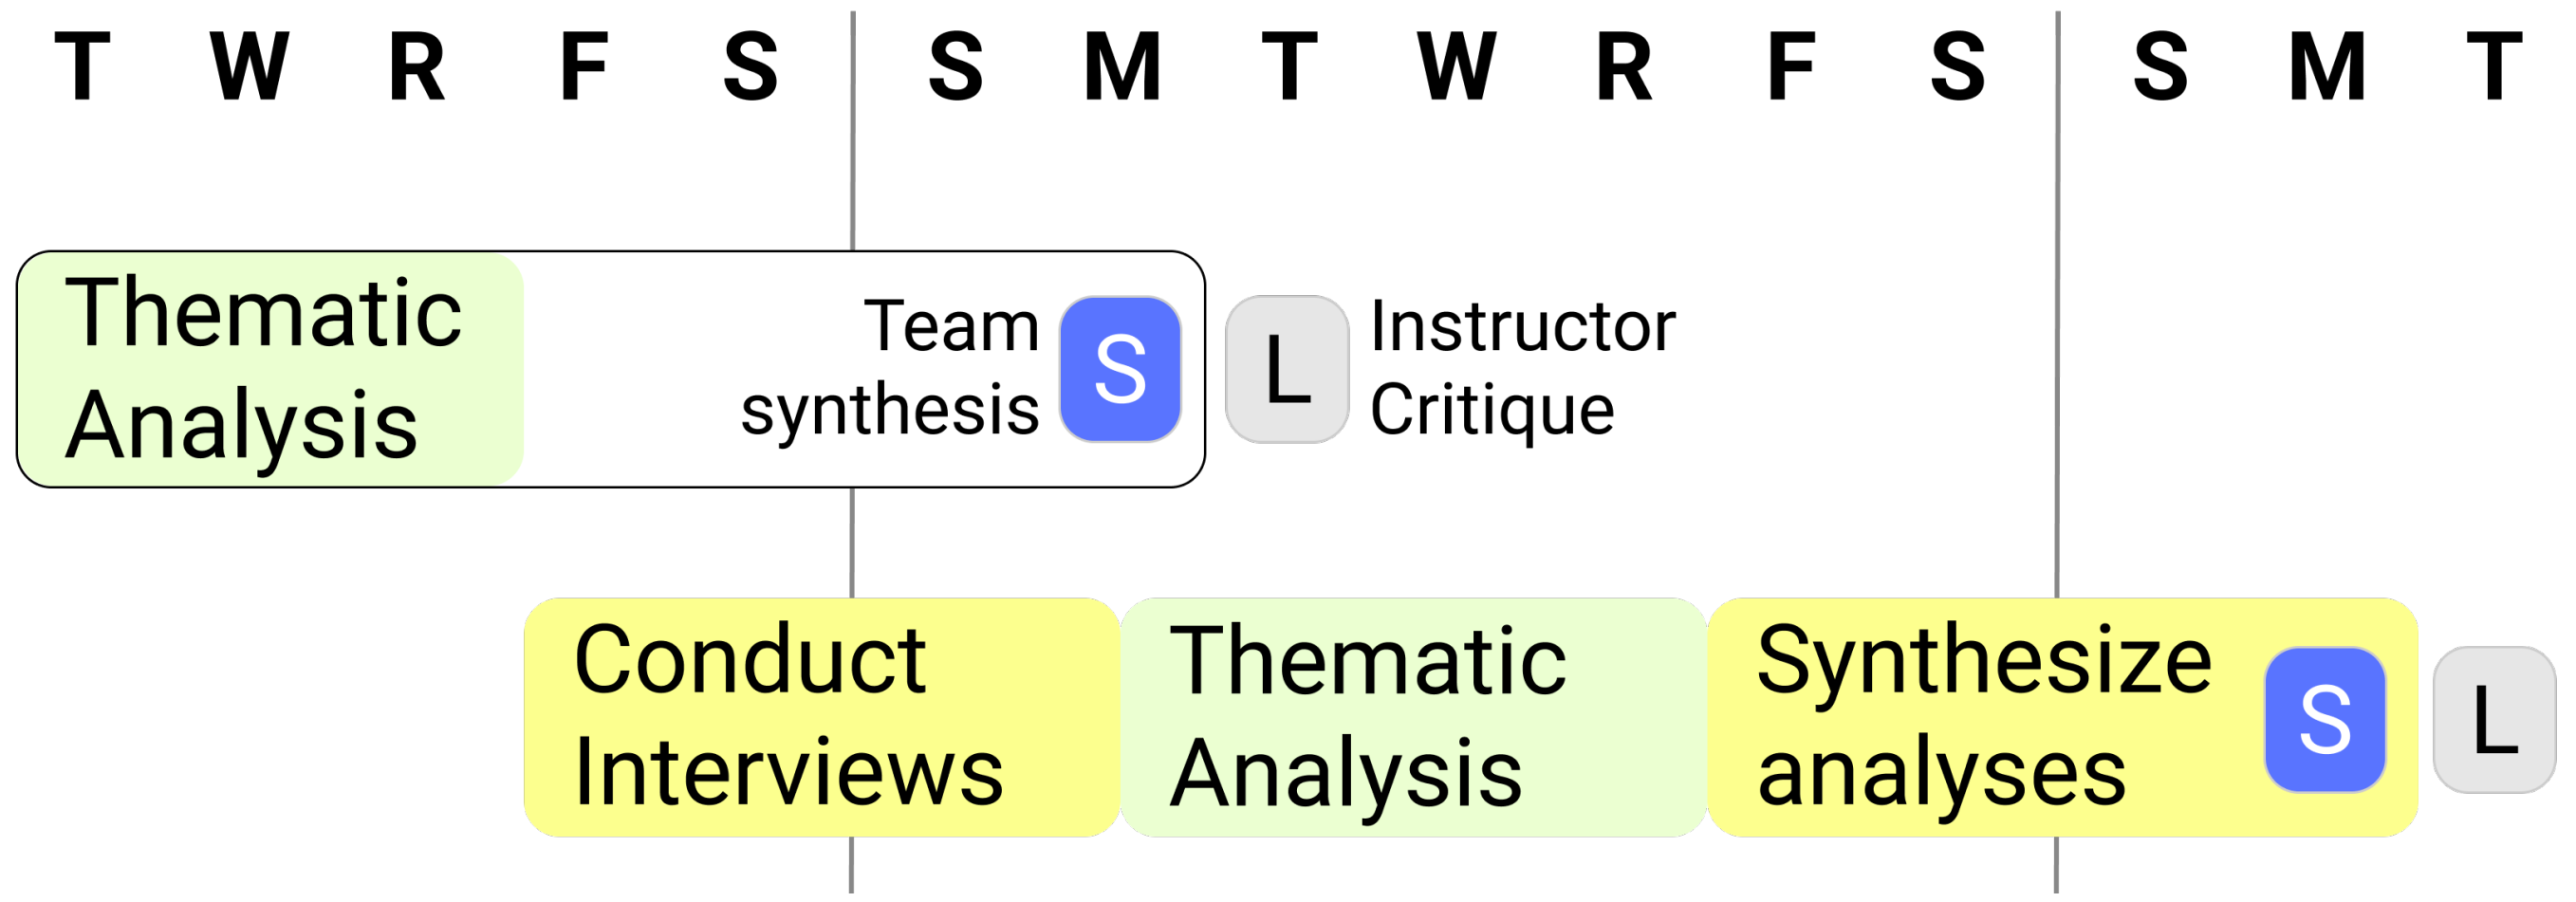 T W R F S S M T W R F S S M T
Thematic
Analysis
Team
synthesis
S
L
Instructor
Critique
Conduct
Interviews
Thematic
Analysis
Synthesize
analyses
S
L